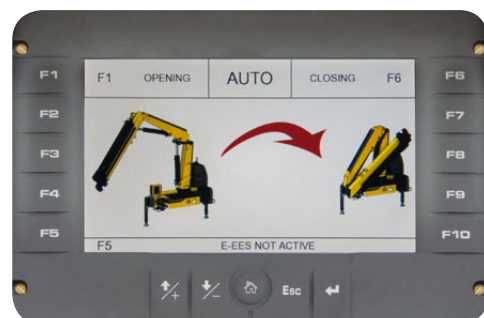 F1 OPENING AUTO CLOSING F6
F1 F6
F2 F7
F3 F8
F4 F9
F5 F10
F5 E-EES NOT ACTIVE
+ - Esc